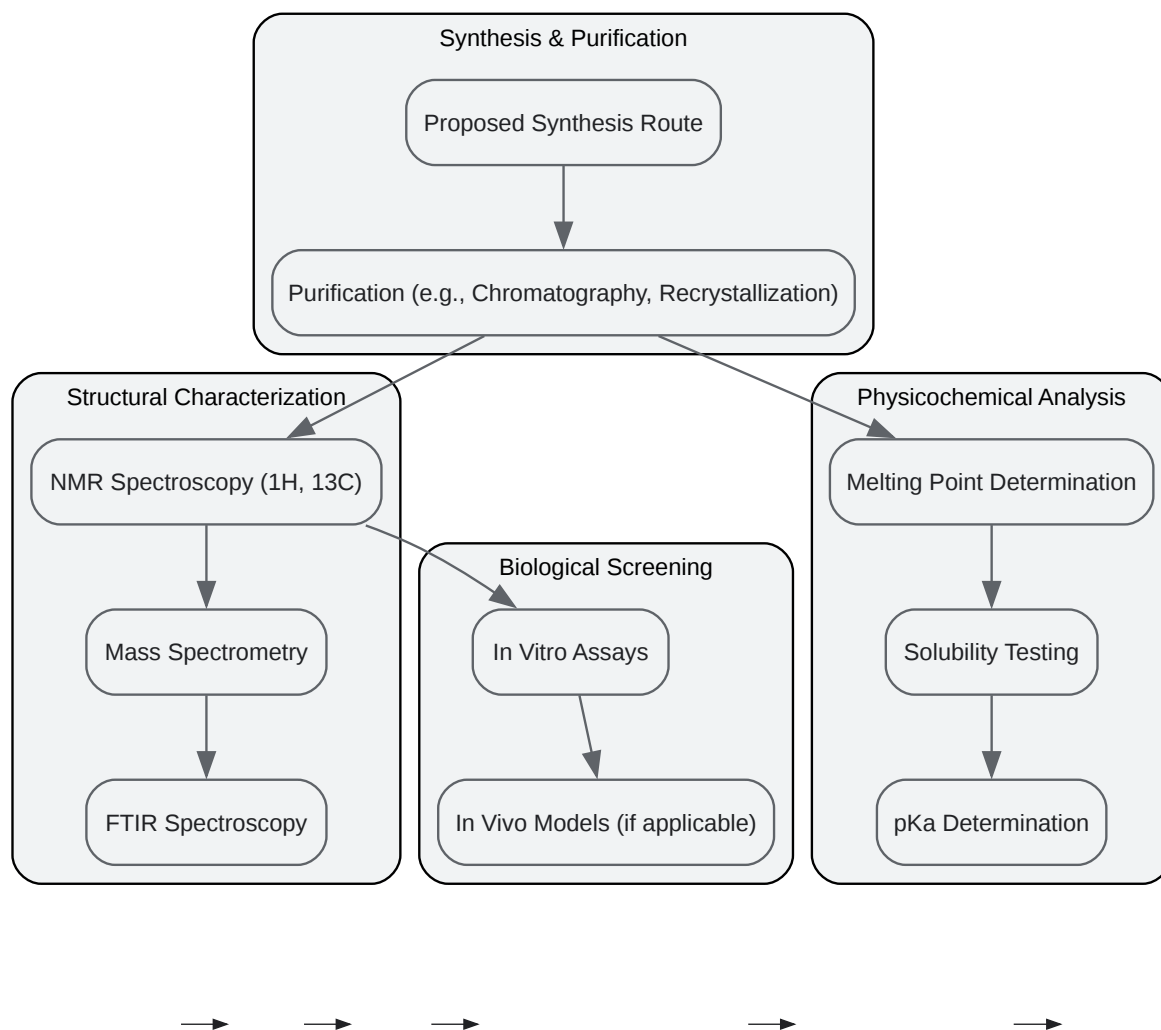 Synthesis & Purification
Proposed Synthesis Route
Purification (e.g., Chromatography, Recrystallization)
Structural Characterization
NMR Spectroscopy (1H, 13C)
Mass Spectrometry
FTIR Spectroscopy
Biological Screening
In Vitro Assays
In Vivo Models (if applicable)
Physicochemical Analysis
Melting Point Determination
Solubility Testing
pKa Determination